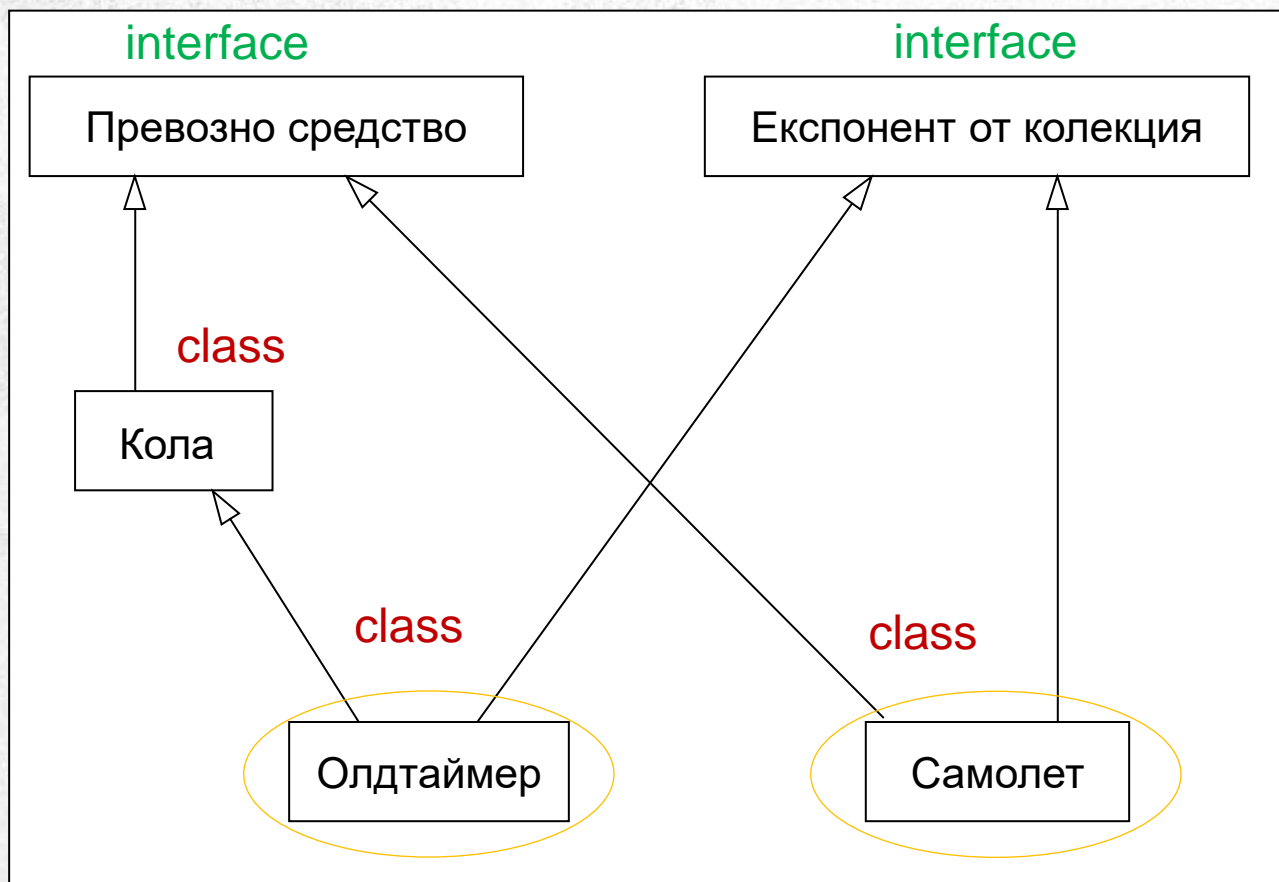 interface
interface
Превозно средство
Експонент от колекция
class
Кола
class
class
Олдтаймер
Самолет